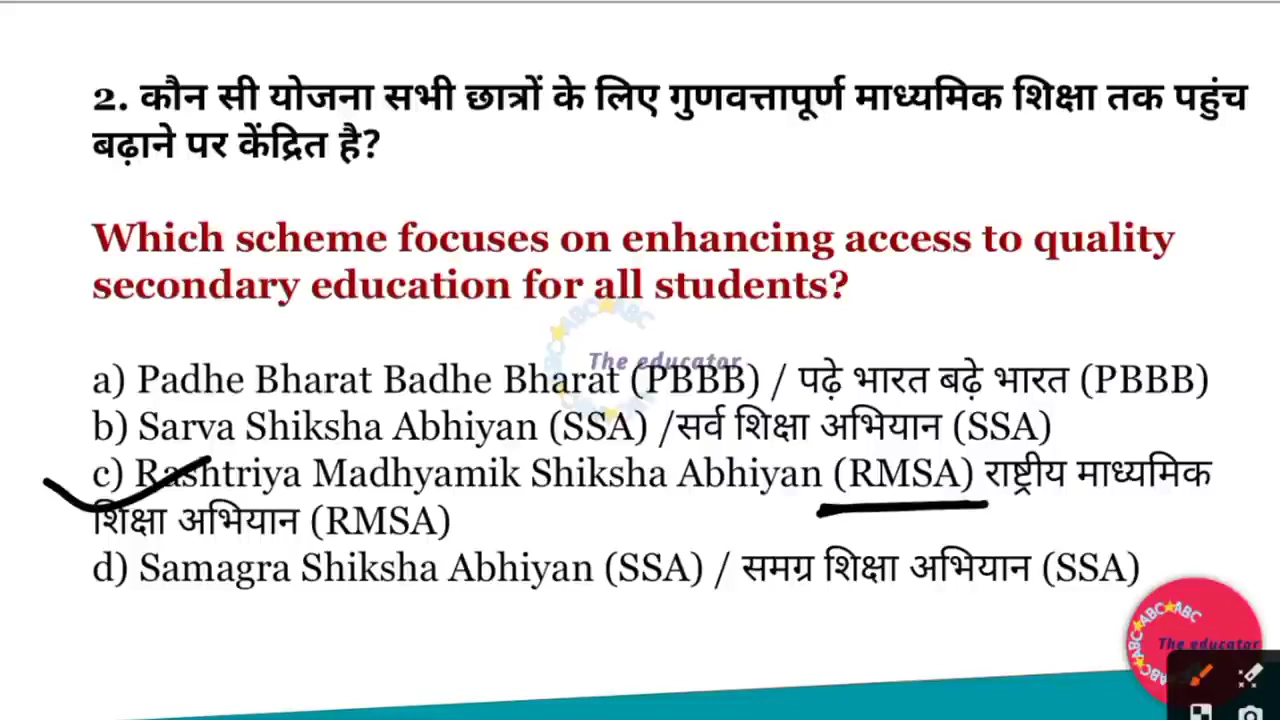 2. कौन सी योजना सभी छात्रों के लिए गुणवत्तापूर्ण माध्यमिक शिक्षा तक पहुंच
बढ़ाने पर केंद्रित है?
Which scheme focuses on enhancing access to quality
secondary education for all students?
The educator
a) Padhe Bharat Badhe Bharat (PBBB) / पढ़े भारत बढ़े भारत (PBBB)
b) Sarva Shiksha Abhiyan (SSA) /सर्व शिक्षा अभियान (SSA)
c) Rashtriya Madhyamik Shiksha Abhiyan (RMSA) राष्ट्रीय माध्यमिक
शिक्षा अभियान (RMSA)
d) Samagra Shiksha Abhiyan (SSA) / समग्र शिक्षा अभियान (SSA)
ABC ABC ABC
The educator